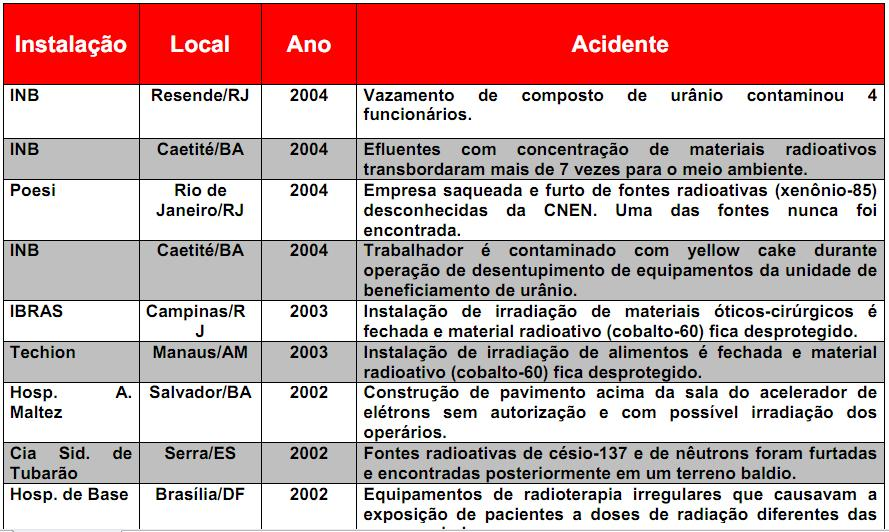 Instalação Local Ano Acidente
INB Resende/RJ 2004 Vazamento de composto de urânio contaminou 4
funcionários.
INB Caetité/BA 2004 Efluentes com concentração de materiais radioativos
transbordaram mais de 7 vezes para o meio ambiente.
Poesi Rio de 2004 Empresa saqueada e furto de fontes radioativas (xenônio-85)
Janeiro/RJ desconhecidas da CNEN. Uma das fontes nunca foi
encontrada.
INB Caetité/BA 2004 Trabalhador é contaminado com yellow cake durante
operação de desentupimento de equipamentos da unidade de
beneficiamento de urânio.
IBRAS Campinas/R 2003 Instalação de irradiação de materiais óticos-cirúrgicos é
J fechada e material radioativo (cobalto-60) fica desprotegido.
Techion Manaus/AM 2003 Instalação de irradiação de alimentos é fechada e material
radioativo (cobalto-60) fica desprotegido.
Hosp. A. Salvador/BA 2002 Construção de pavimento acima da sala do acelerador de
Maltez elétrons sem autorização e com possível irradiação dos
operários.
Cia Sid. de Serra/ES 2002 Fontes radioativas de césio-137 e de nêutrons foram furtadas
Tubarão e encontradas posteriormente em um terreno baldio.
Hosp. de Base Brasília/DF 2002 Equipamentos de radioterapia irregulares que causavam a
exposição de pacientes a doses de radiação diferentes das